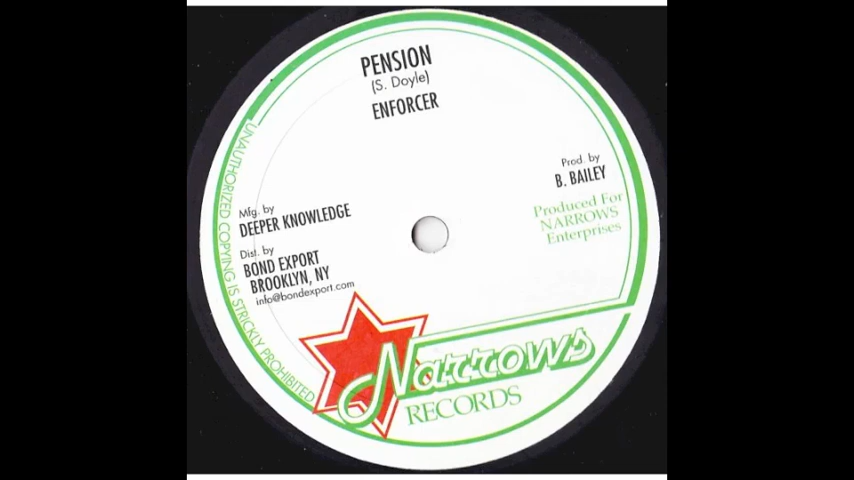 PENSION
(S. Doyle)
ENFORCER
Prod. by
B. BAILEY
Produced For
NARROWS
Enterprises
Mfg. by
DEEPER KNOWLEDGE
Dist. by
BOND EXPORT
BROOKLYN, NY
info@bondexport.com
UNAUTHORIZED COPYING IS STRICKLY PROHIBITED
Narrows
RECORDS